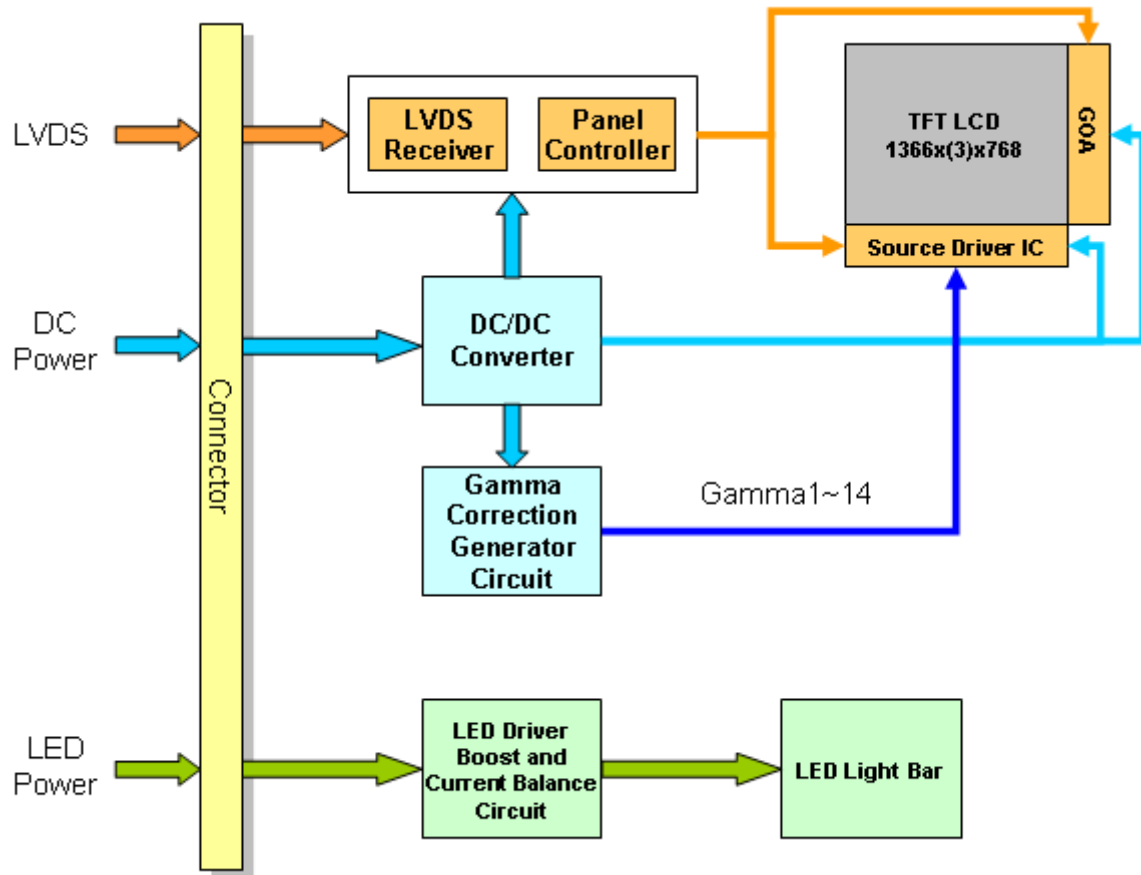 LVDS
LVDS
Receiver
Panel
Controller
TFT LCD
1366x(3)x768
GOA
Source Driver IC
DC
Power
Connector
DC/DC
Converter
Gamma
Correction
Generator
Circuit
Gamma1~14
LED
Power
LED Driver
Boost and
Current Balance
Circuit
LED Light Bar